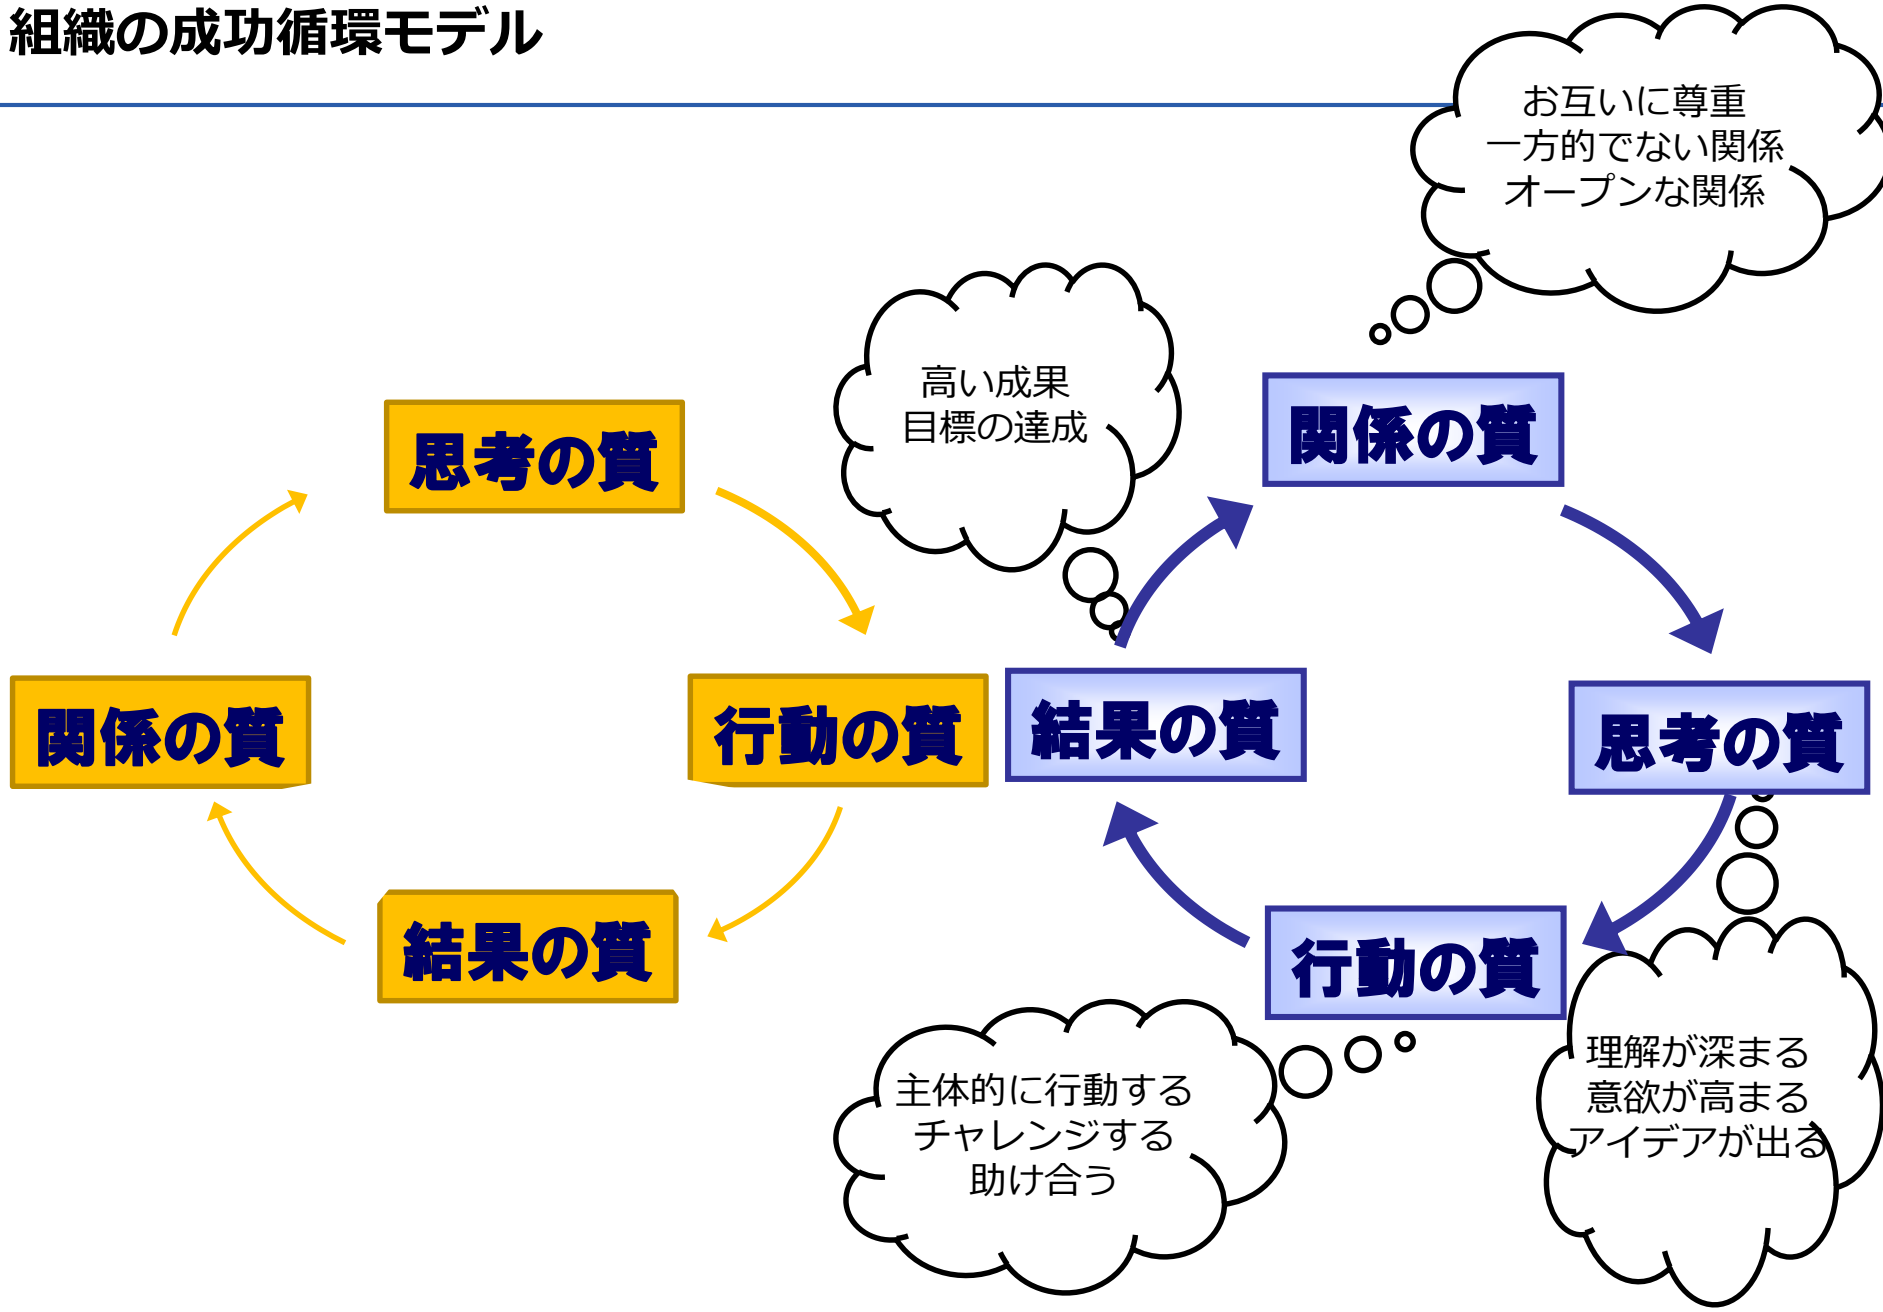 組織の成功循環モデル
お互いに尊重
一方的でない関係
オープンな関係
高い成果
目標の達成
思考の質
関係の質
関係の質
行動の質
結果の質
思考の質
結果の質
行動の質
主体的に行動する
チャレンジする
助け合う
理解が深まる
意欲が高まる
アイデアが出る